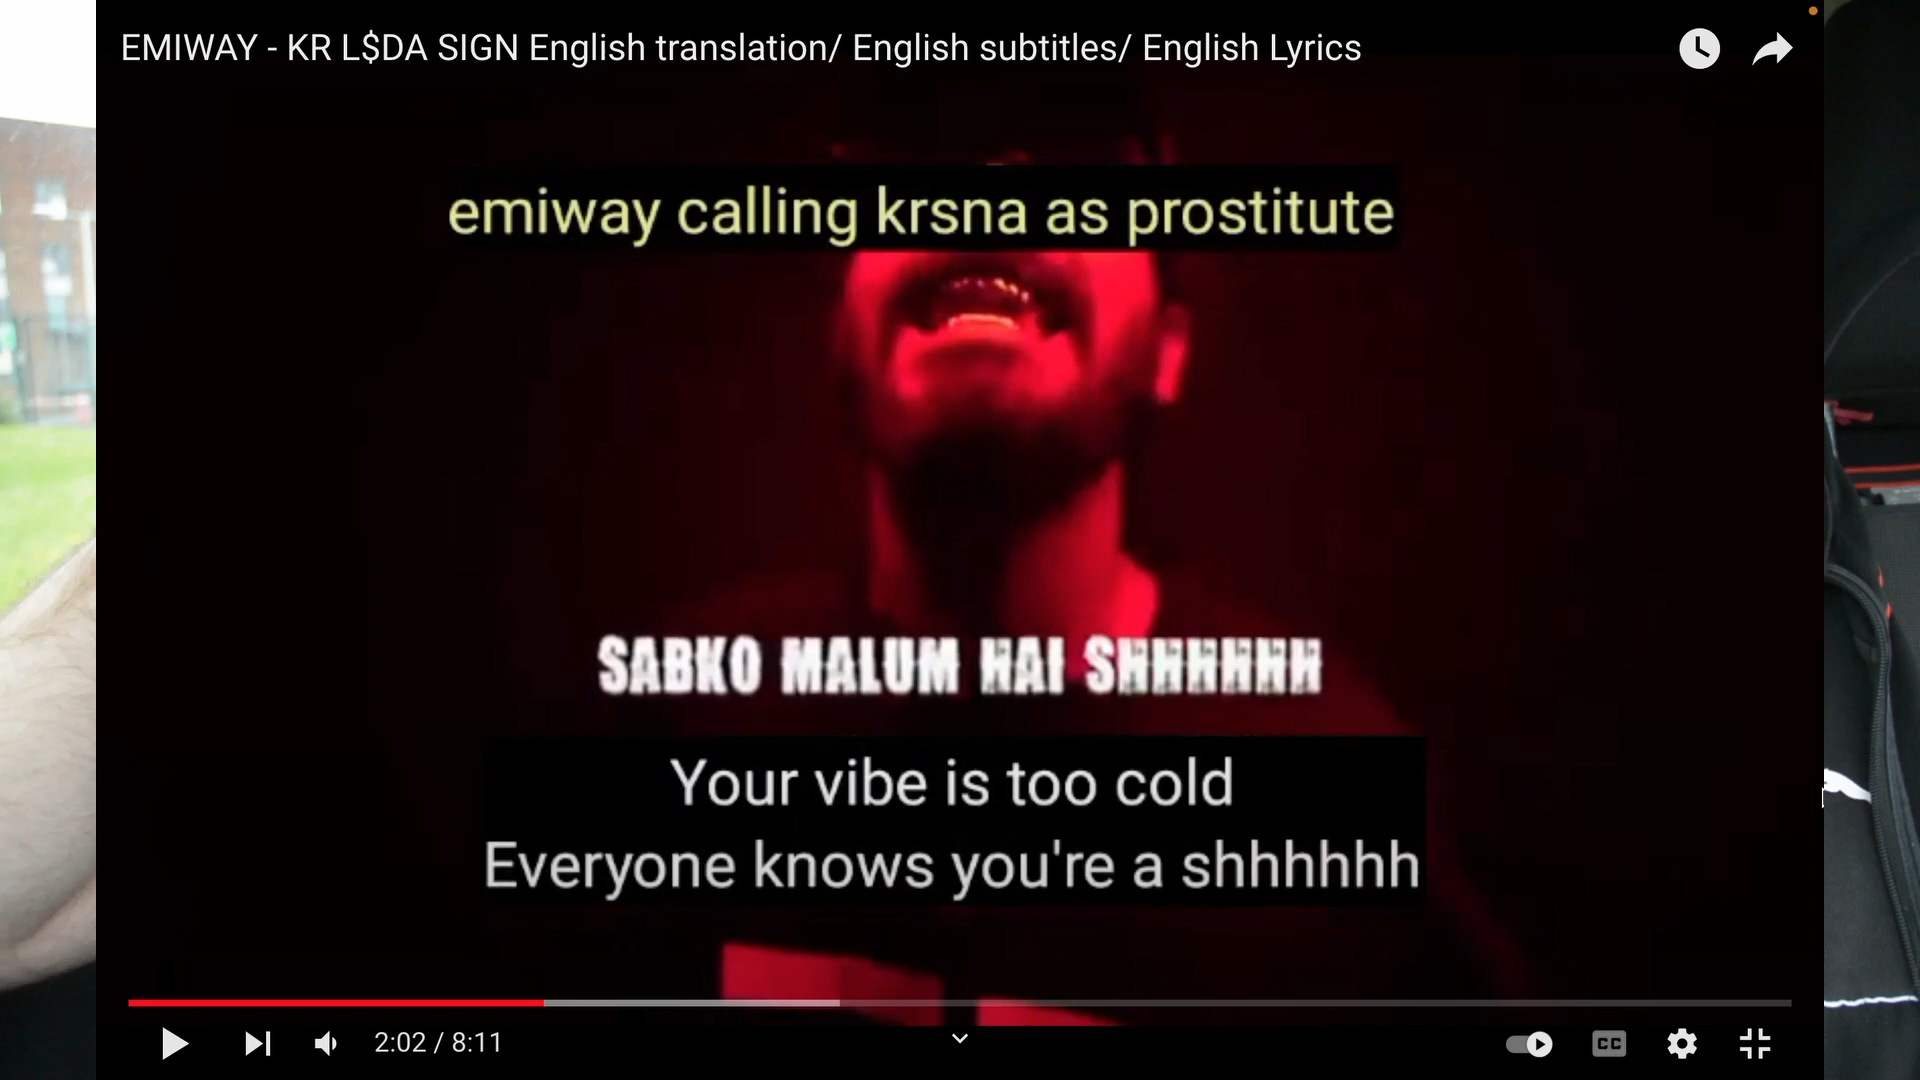 EMIWAY - KR L$DA SIGN English translation/ English subtitles/ English Lyrics
emiway calling krsna as prostitute
SABKO MALUM HAI SHHHHHH
Your vibe is too cold
Everyone knows you're a shhhhhh
2:02 / 8:11
CC